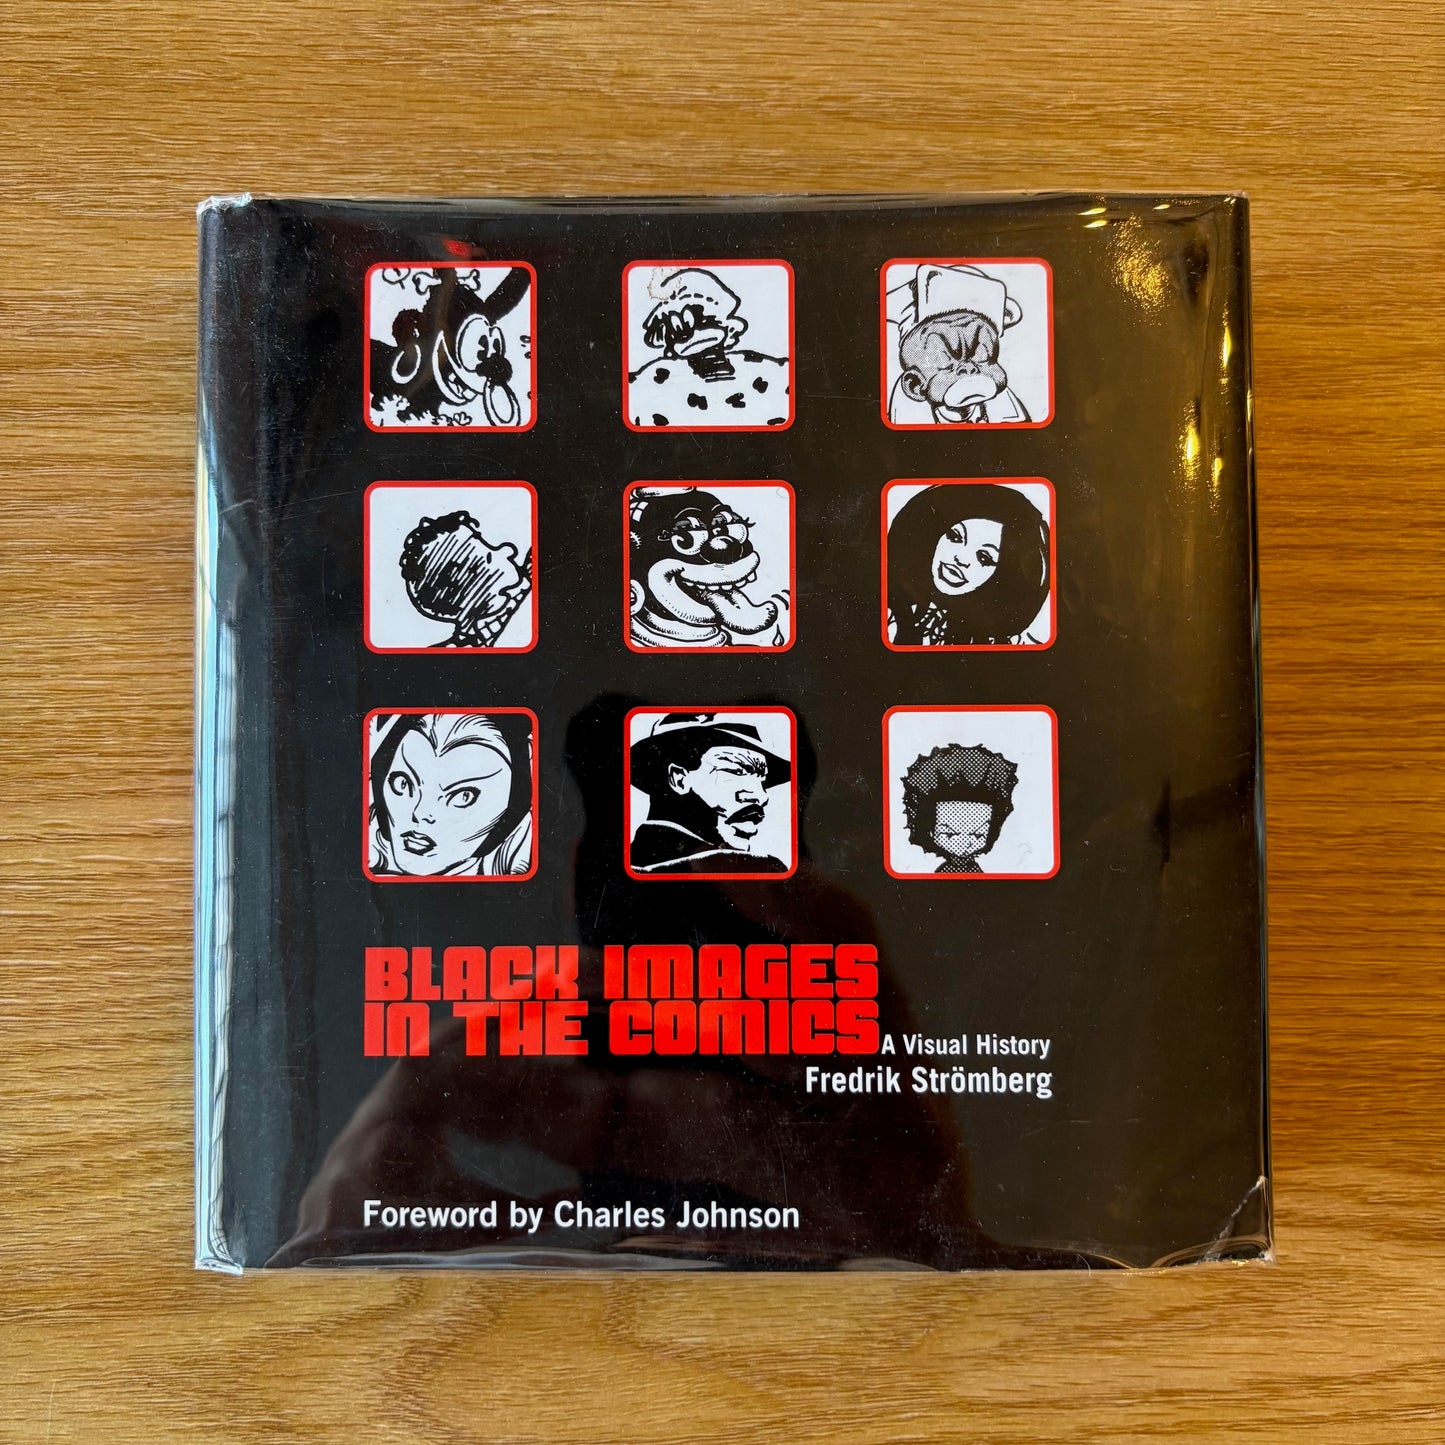 BLACK IMAGES
IN THE COMICS
A Visual History
Fredrik Strömberg
Foreword by Charles Johnson